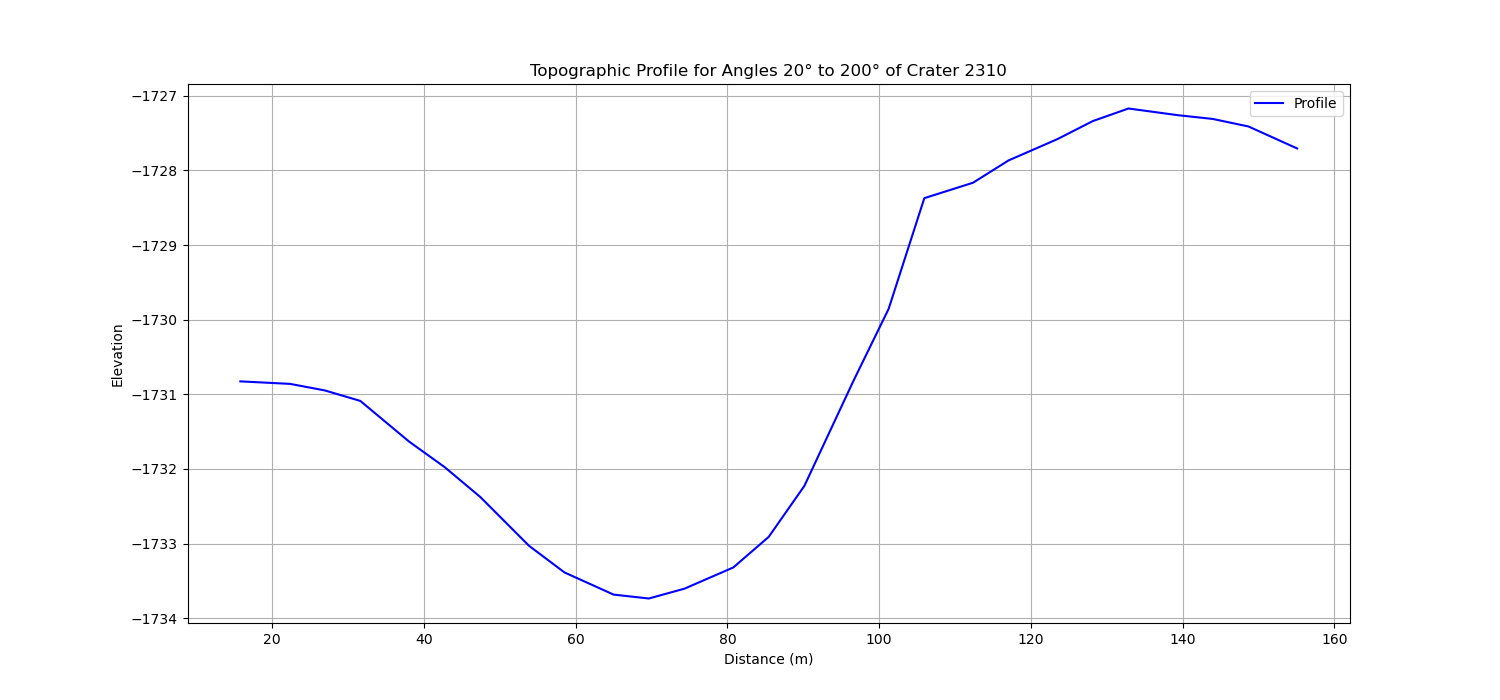 Topographic Profile for Angles 20° to 200° of Crater 2310
Profile
Elevation
−1727
−1728
−1729
−1730
−1731
−1732
−1733
−1734
20 40 60 80 100 120 140 160
Distance (m)